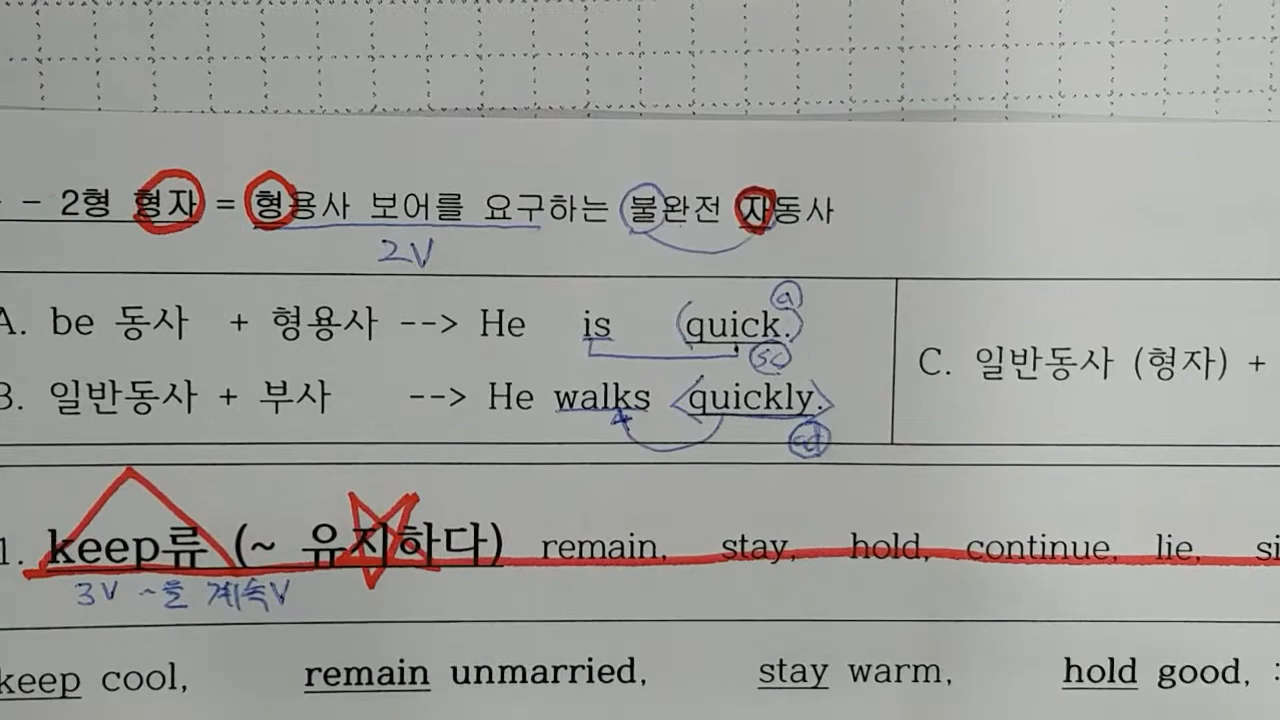 - 2형 형자 = 형용사 보어를 요구하는 불완전 자동사
2V
a
A. be 동사 + 형용사 --> He is quick.
sc
C. 일반동사 (형자) +
B. 일반동사 + 부사 --> He walks quickly.
ad
1. keep류 (~ 유지하다) remain, stay, hold, continue, lie, si
3V ~을 계속V
keep cool, remain unmarried, stay warm, hold good,